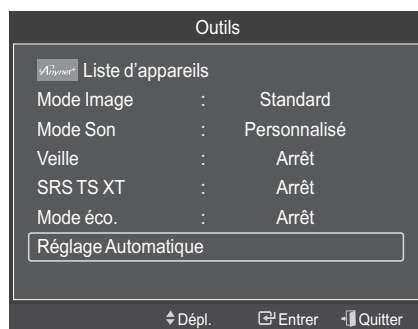 Outils
Anynet+ Liste d'appareils
Mode Image : Standard
Mode Son : Personnalisé
Veille : Arrêt
SRS TS XT : Arrêt
Mode éco. : Arrêt
Réglage Automatique
Dépl. Entrer Quitter